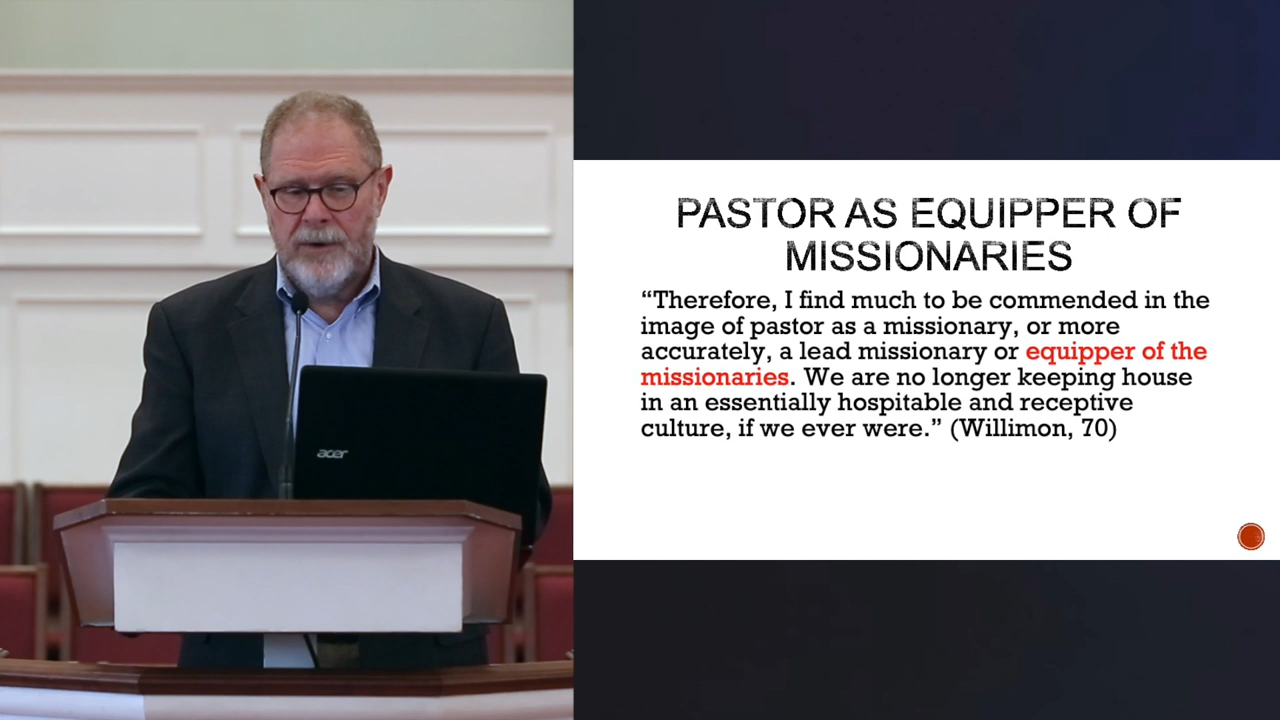 PASTOR AS EQUIPPER OF
MISSIONARIES
“Therefore, I find much to be commended in the
image of pastor as a missionary, or more
accurately, a lead missionary or equipper of the
missionaries. We are no longer keeping house
in an essentially hospitable and receptive
culture, if we ever were.” (Willimon, 70)
acer